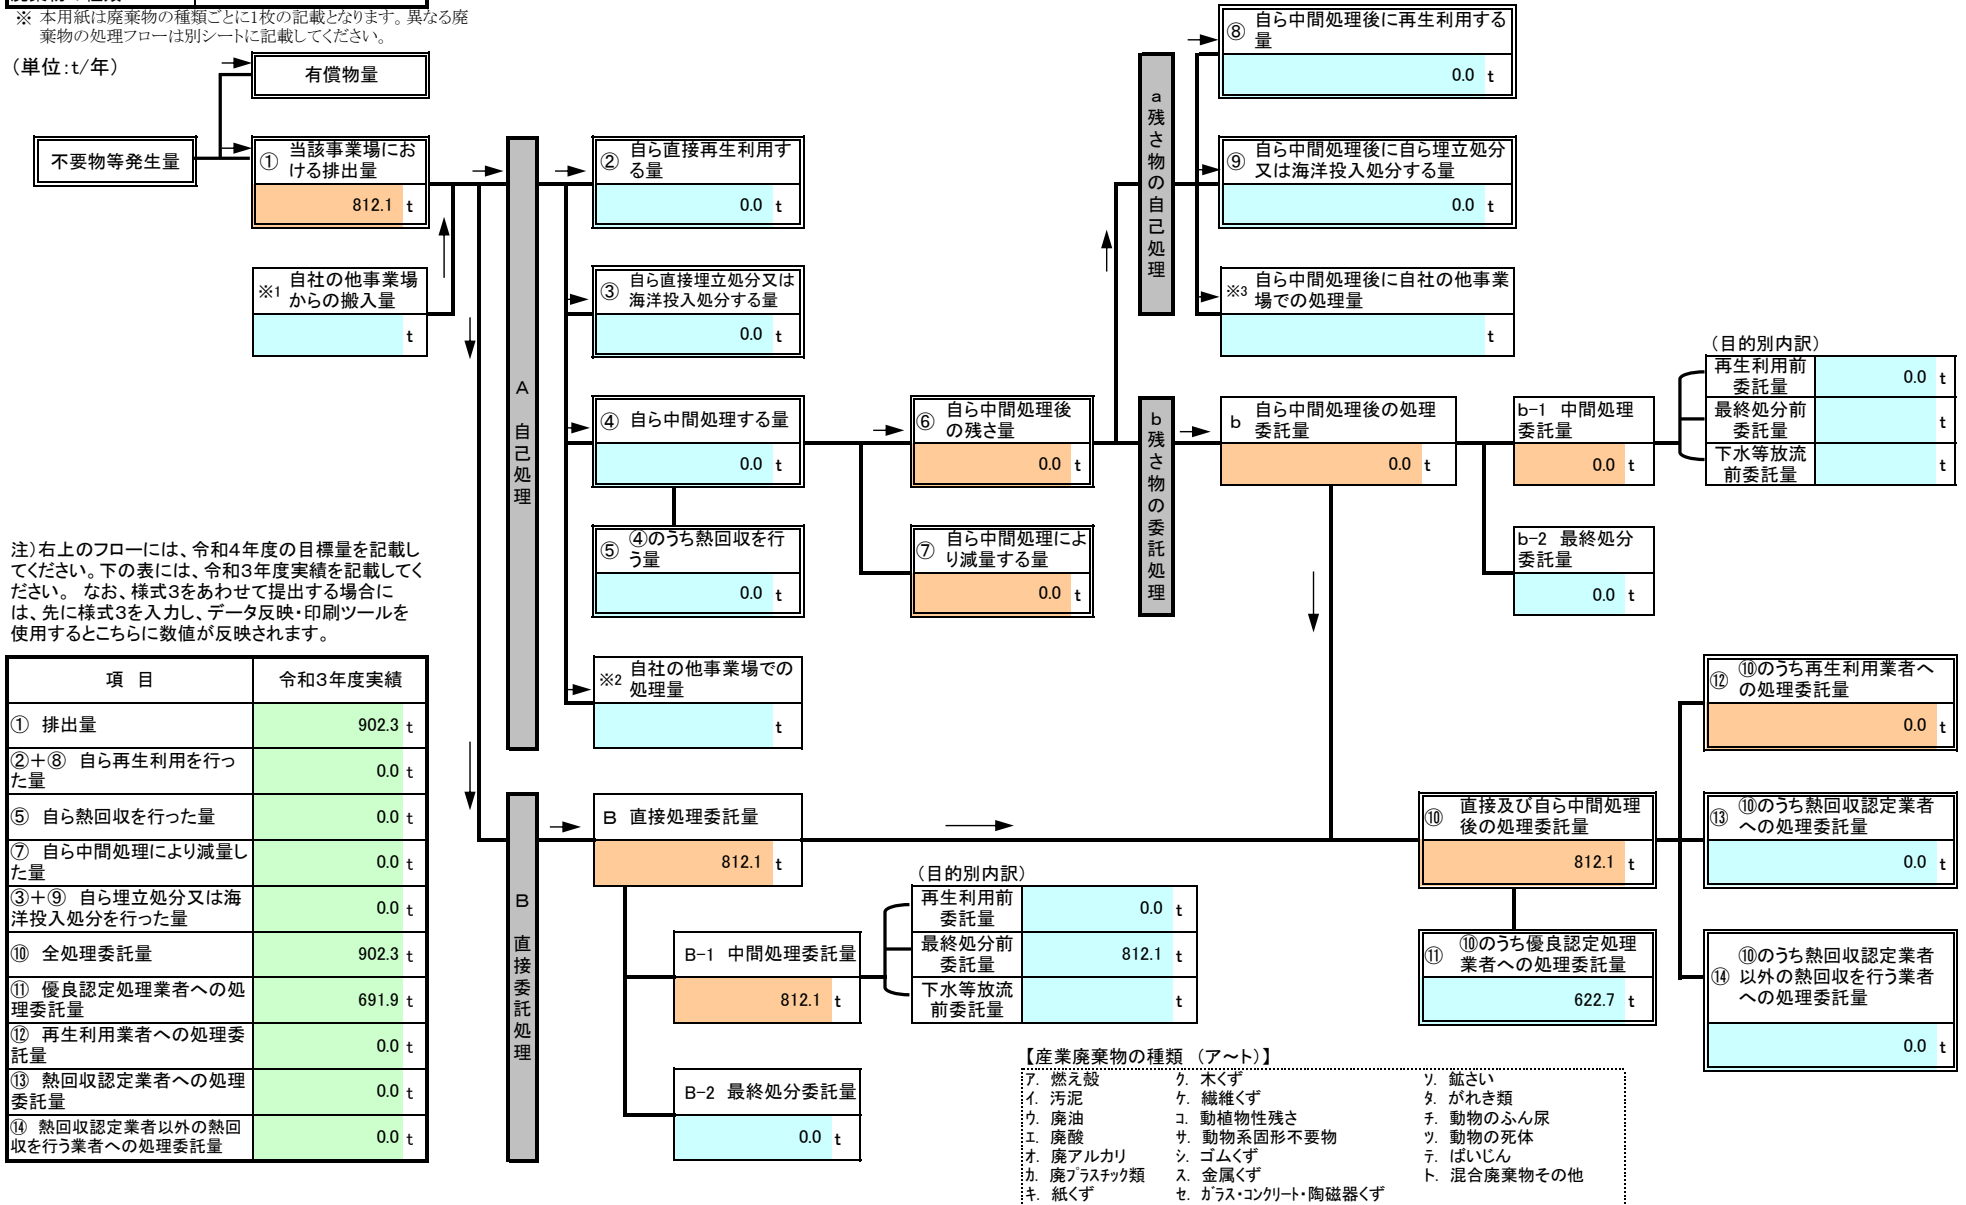 ※ 本用紙は廃棄物の種類ごとに1枚の記載となります。異なる廃
棄物の処理フローは別シートに記載してください。
(単位:t/年)
有償物量
不要物等発生量
① 当該事業場にお
ける排出量
812.1 t
※1 自社の他事業場
からの搬入量
t
A 自己処理
② 自ら直接再生利用す
る量
0.0 t
③ 自ら直接埋立処分又は
海洋投入処分する量
0.0 t
④ 自ら中間処理する量
0.0 t
⑤ ④のうち熱回収を行
う量
0.0 t
※2 自社の他事業場での
処理量
t
⑥ 自ら中間処理後
の残さ量
0.0 t
⑦ 自ら中間処理によ
り減量する量
0.0 t
a 残さ物の自己処理
⑧ 自ら中間処理後に再生利用する
量
0.0 t
⑨ 自ら中間処理後に自ら埋立処分
又は海洋投入処分する量
0.0 t
※3 自ら中間処理後に自社の他事業
場での処理量
t
b 残さ物の委託処理
b 自ら中間処理後の処理
委託量
0.0 t
b-1 中間処理
委託量
0.0 t
b-2 最終処分
委託量
0.0 t
(目的別内訳)
再生利用前
委託量
0.0 t
最終処分前
委託量
t
下水等放流
前委託量
t
注)右上のフローには、令和4年度の目標量を記載し
てください。下の表には、令和3年度実績を記載してく
ださい。 なお、様式3をあわせて提出する場合に
は、先に様式3を入力し、データ反映・印刷ツールを
使用するとこちらに数値が反映されます。
項 目 令和3年度実績
① 排出量 902.3 t
②+⑧ 自ら再生利用を行っ
た量 0.0 t
⑤ 自ら熱回収を行った量 0.0 t
⑦ 自ら中間処理により減量し
た量 0.0 t
③+⑨ 自ら埋立処分又は海
洋投入処分を行った量 0.0 t
⑩ 全処理委託量 902.3 t
⑪ 優良認定処理業者への処
理委託量 691.9 t
⑫ 再生利用業者への処理委
託量 0.0 t
⑬ 熱回収認定業者への処理
委託量 0.0 t
⑭ 熱回収認定業者以外の熱回
収を行う業者への処理委託量 0.0 t
B 直接委託処理
B 直接処理委託量
812.1 t
B-1 中間処理委託量
812.1 t
B-2 最終処分委託量
0.0 t
(目的別内訳)
再生利用前
委託量
0.0 t
最終処分前
委託量
812.1 t
下水等放流
前委託量
t
⑩ 直接及び自ら中間処理
後の処理委託量
812.1 t
⑪ ⑩のうち優良認定処理
業者への処理委託量
622.7 t
⑫ ⑩のうち再生利用業者へ
の処理委託量
0.0 t
⑬ ⑩のうち熱回収認定業者
への処理委託量
0.0 t
⑭ ⑩のうち熱回収認定業者
以外の熱回収を行う業者
への処理委託量
0.0 t
【産業廃棄物の種類 (ア~ト)】
ア. 燃え殻 ク. 木くず ソ. 鉱さい
イ. 汚泥 ケ. 繊維くず タ. がれき類
ウ. 廃油 コ. 動植物性残さ チ. 動物のふん尿
エ. 廃酸 サ. 動物系固形不要物 ツ. 動物の死体
オ. 廃アルカリ シ. ゴムくず テ. ばいじん
カ. 廃プラスチック類 ス. 金属くず ト. 混合廃棄物その他
キ. 紙くず セ. ガラス・コンクリート・陶磁器くず